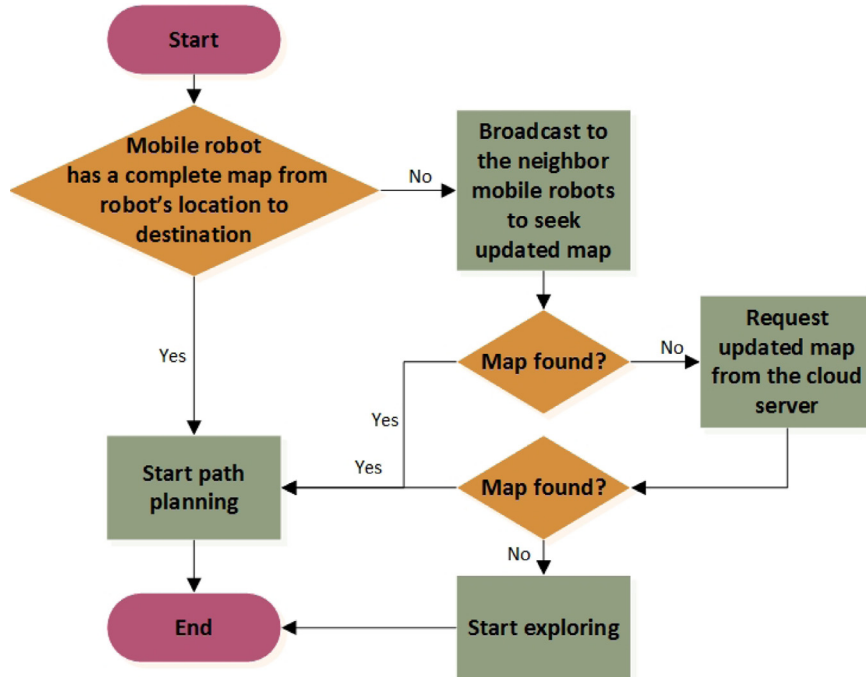 Start
Mobile robot
has a complete map from
robot's location to
destination
No
Broadcast to
the neighbor
mobile robots
to seek
updated map
Yes
Map found?
No
Request
updated map
from the cloud
server
Yes
Start path
planning
Yes
Map found?
No
End
Start exploring